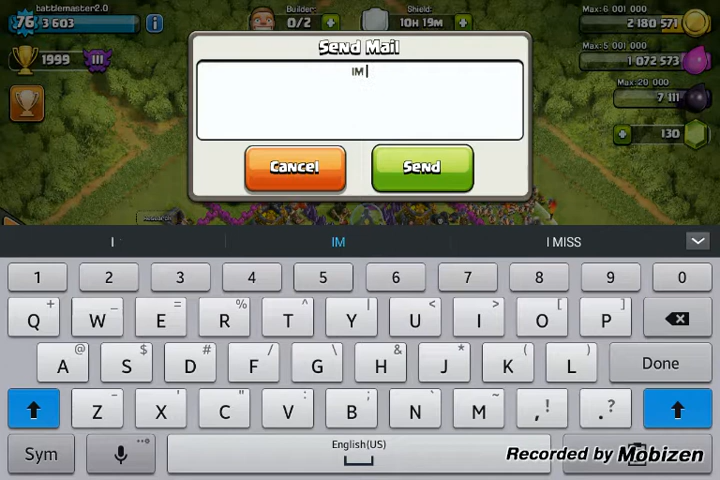 battlemaster2.0
76 3 603
Builder:
0/2
Shield:
10h 19m
Max: 6 001 000
2 180 571
1999
III
Max: 5 001 000
1 072 573
Max: 20 000
7 111
130
Send Mail
IM
Cancel
Send
Research
I
IM
I MISS
1 2 3 4 5 6 7 8 9 0
+ _ = % ^ | < > [ ]
Q W E R T Y U I O P
@ $ # / \ & * ( )
A S D F G H J K L Done
- ' " : ; , ~ ! ?
Z X C V B N M , .
Sym
English(US)
Recorded by Mobizen